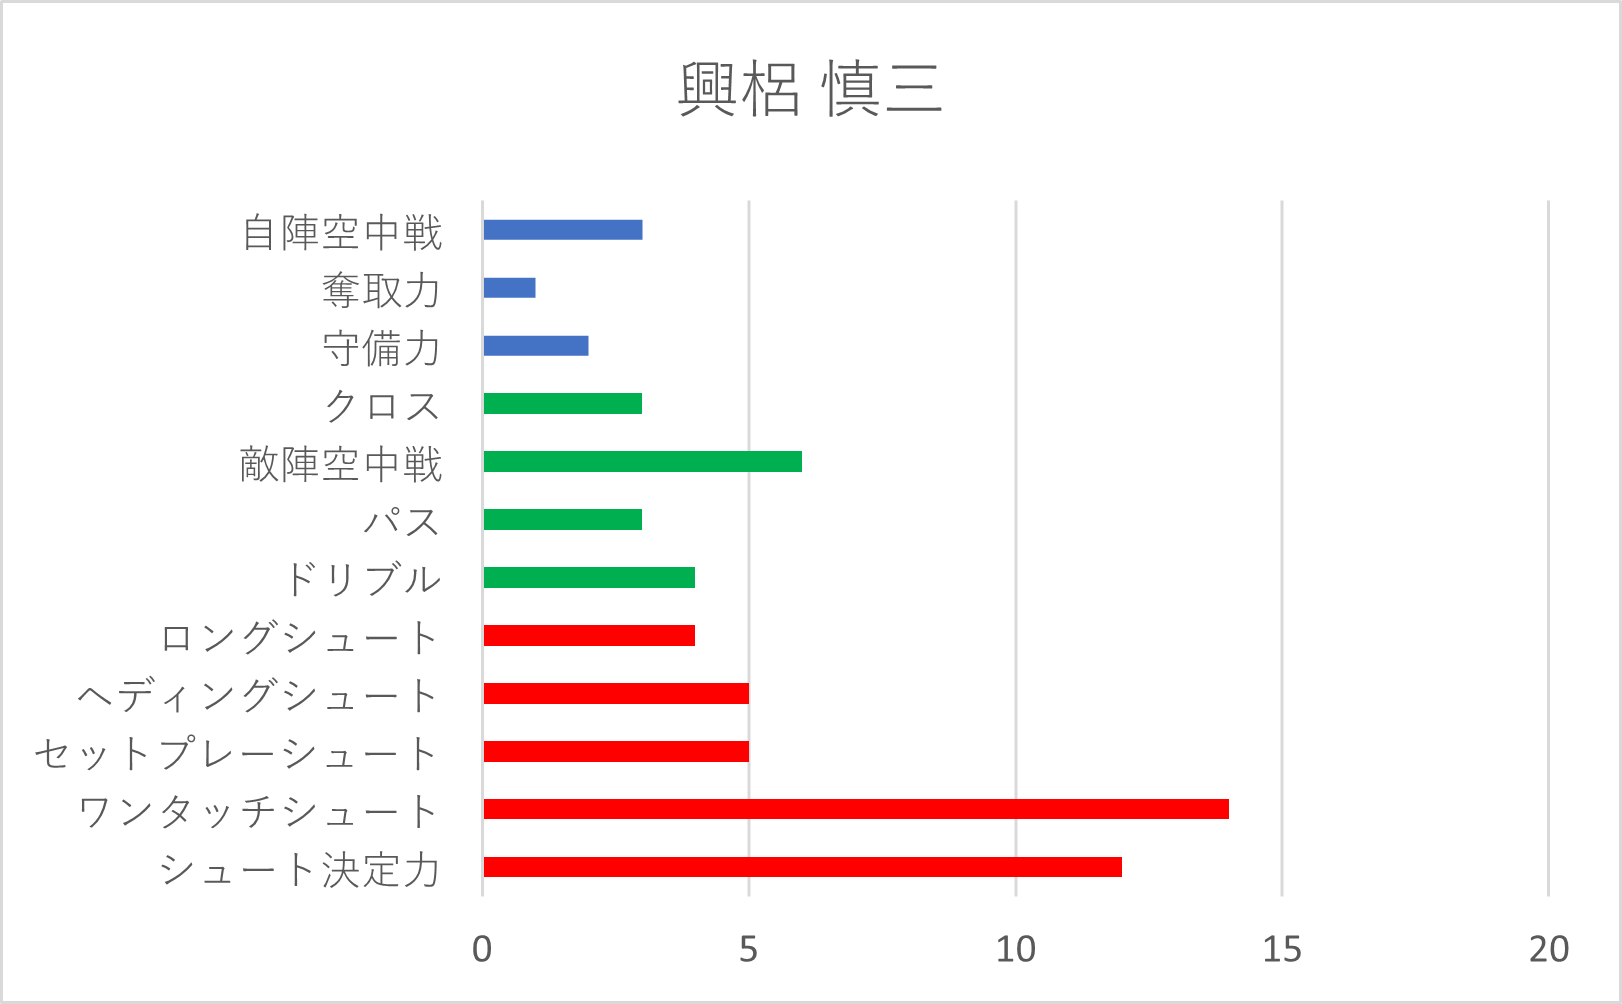 興梠 慎三
自陣空中戦
奪取力
守備力
クロス
敵陣空中戦
パス
ドリブル
ロングシュート
ヘディングシュート
セットプレーシュート
ワンタッチシュート
シュート決定力
0 5 10 15 20